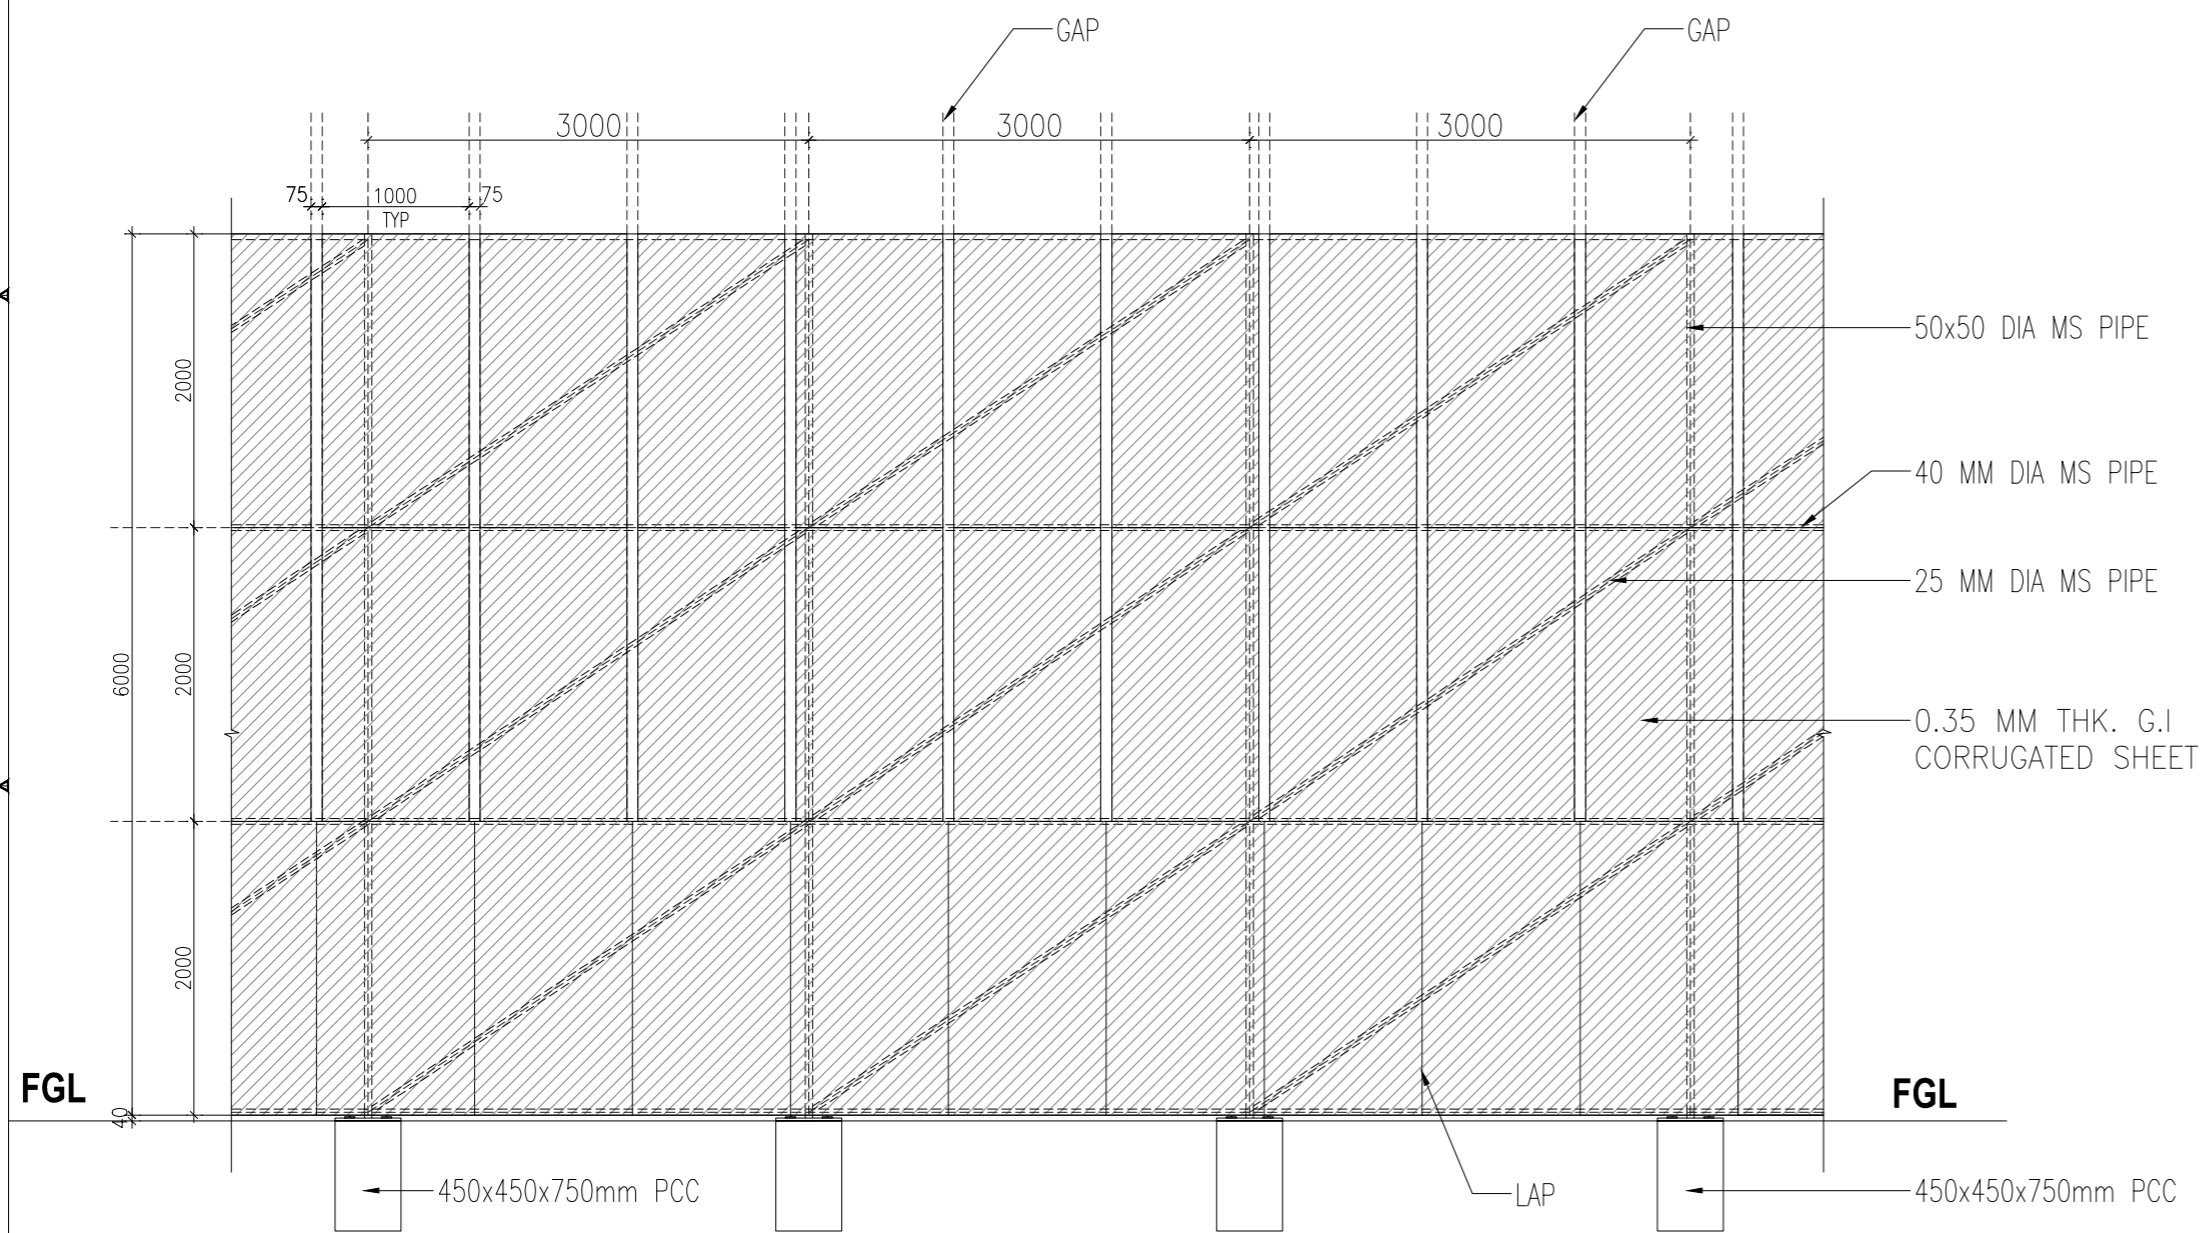 GAP
GAP
3000
3000
3000
75
1000
75
TYP
50x50 DIA MS PIPE
2000
40 MM DIA MS PIPE
25 MM DIA MS PIPE
6000
2000
0.35 MM THK. G.I
CORRUGATED SHEET
2000
FGL
FGL
40
450x450x750mm PCC
LAP
450x450x750mm PCC